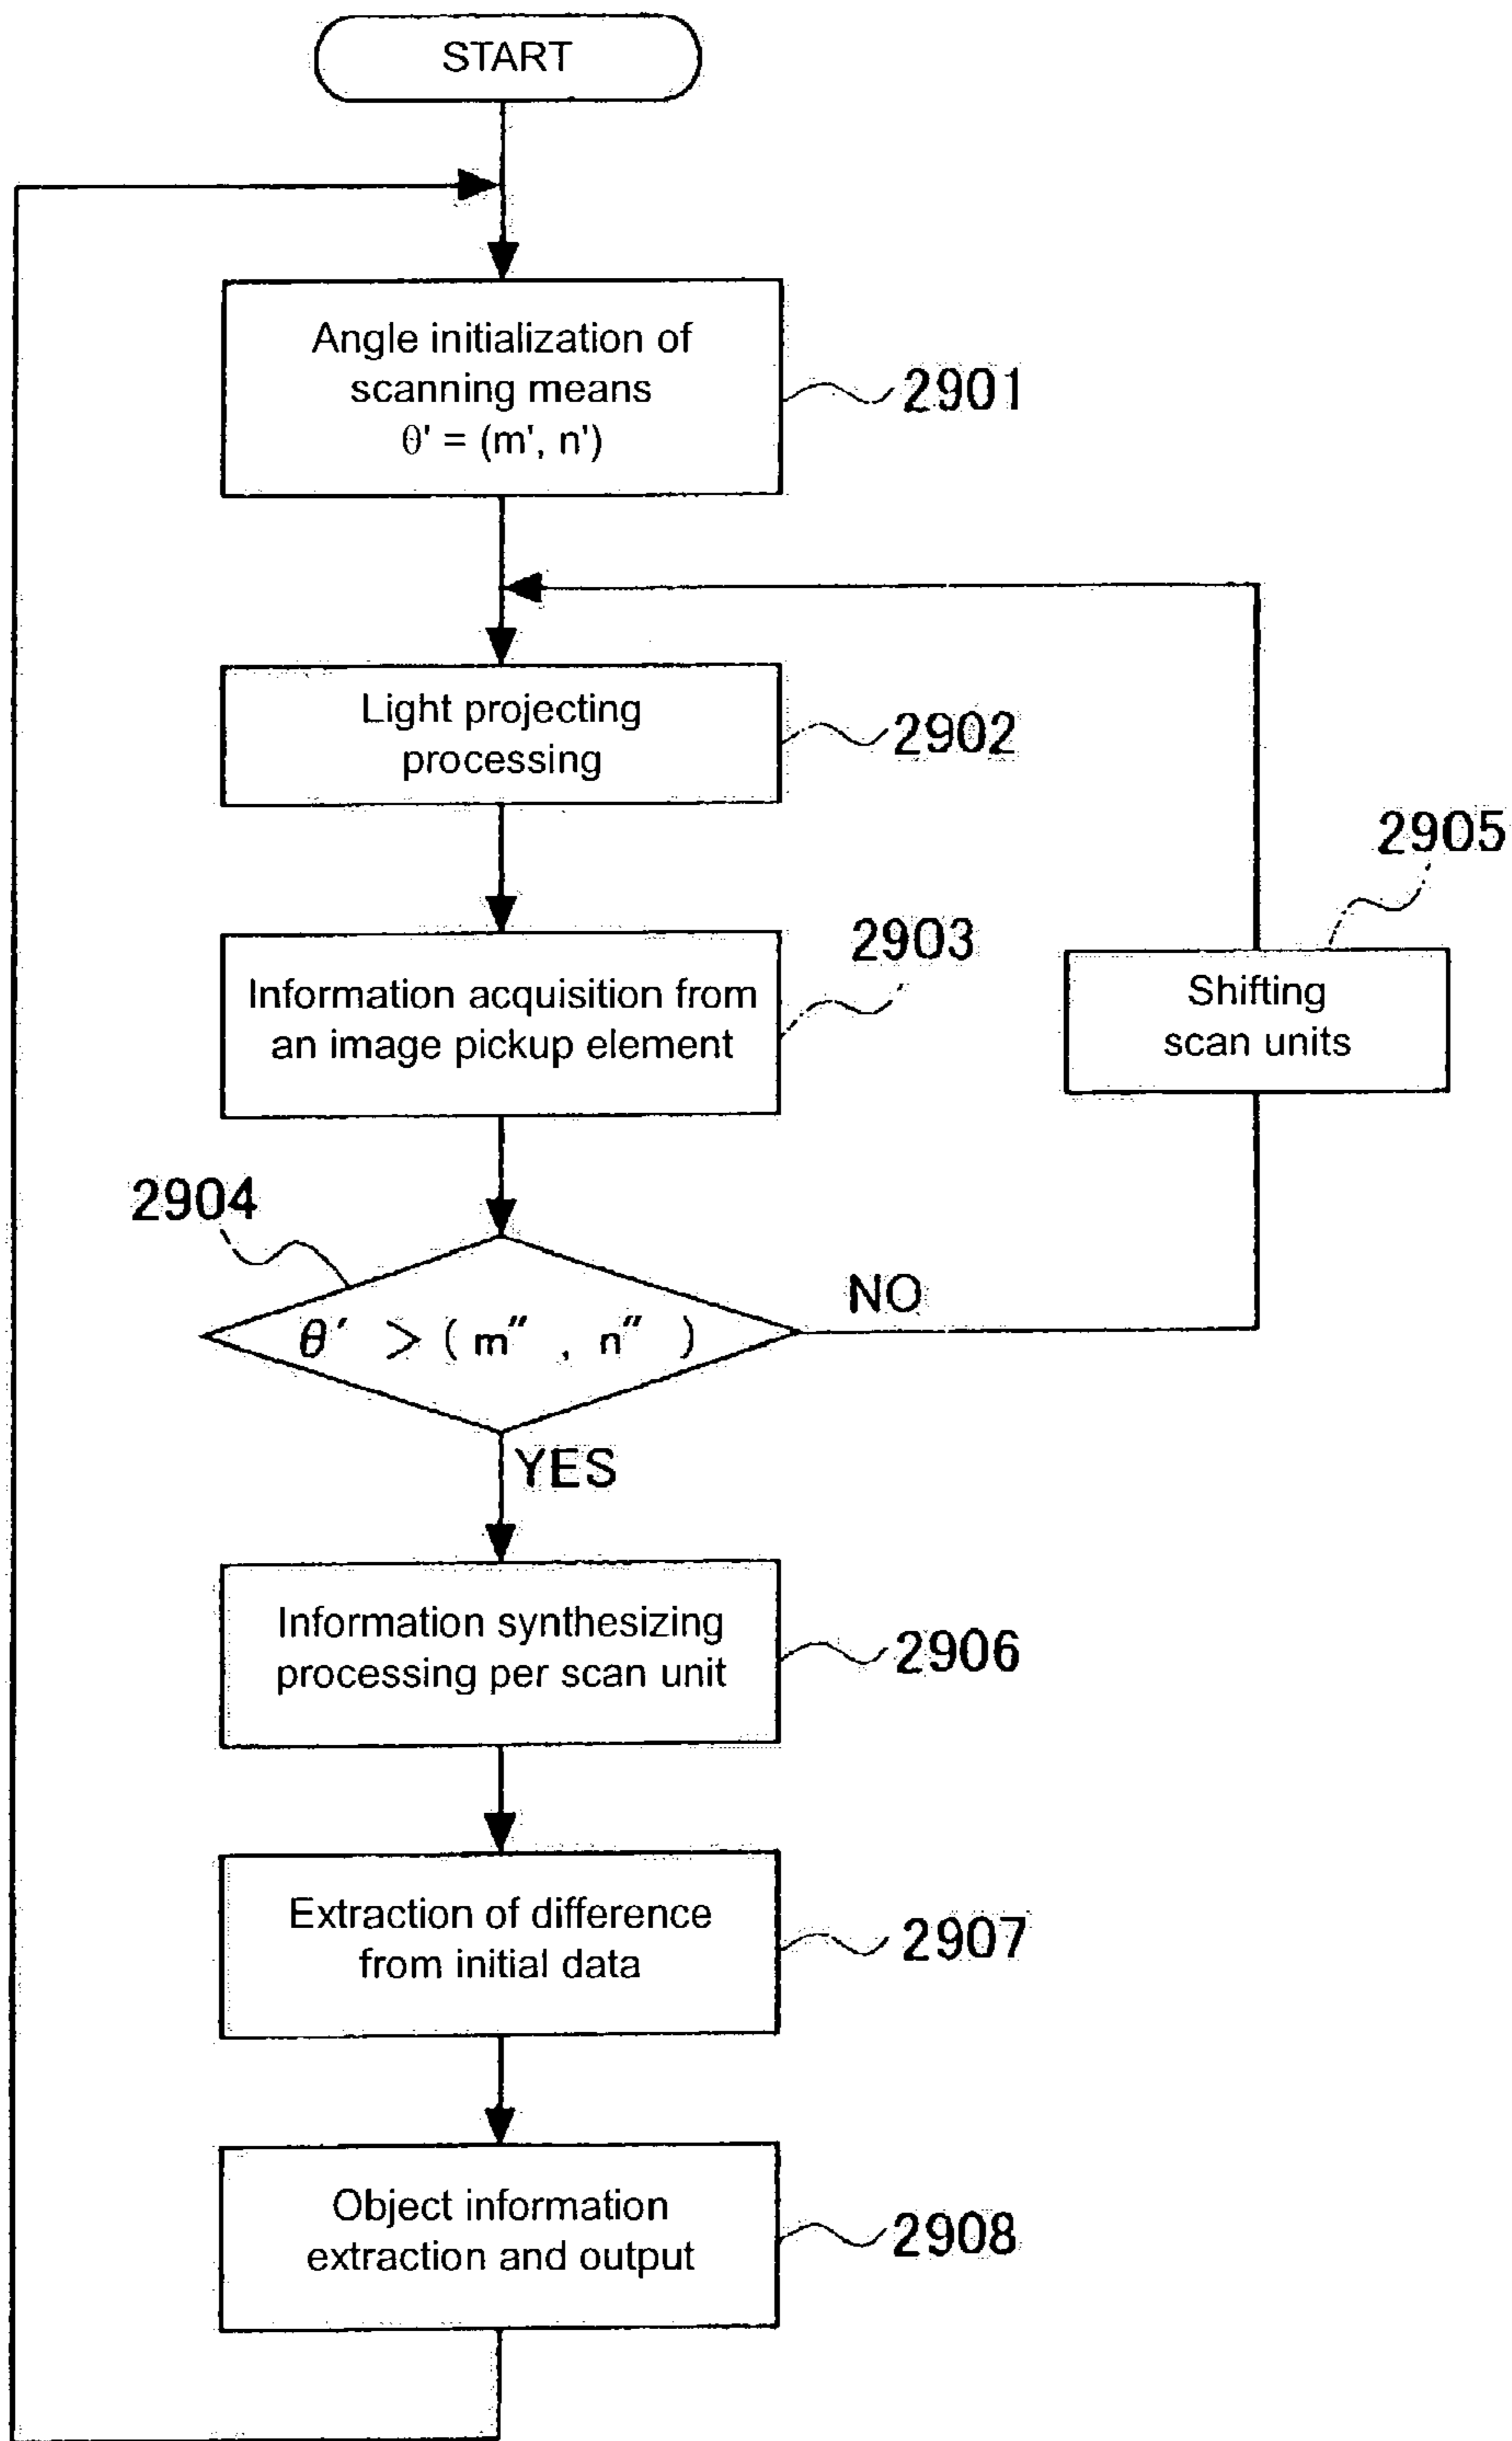 START
Angle initialization of
scanning means
θ' = (m', n')
2901
Light projecting
processing
2902
2905
Information acquisition from
an image pickup element
2903
Shifting
scan units
2904
θ′ > ( m″ , n″ )
NO
YES
Information synthesizing
processing per scan unit
2906
Extraction of difference
from initial data
2907
Object information
extraction and output
2908